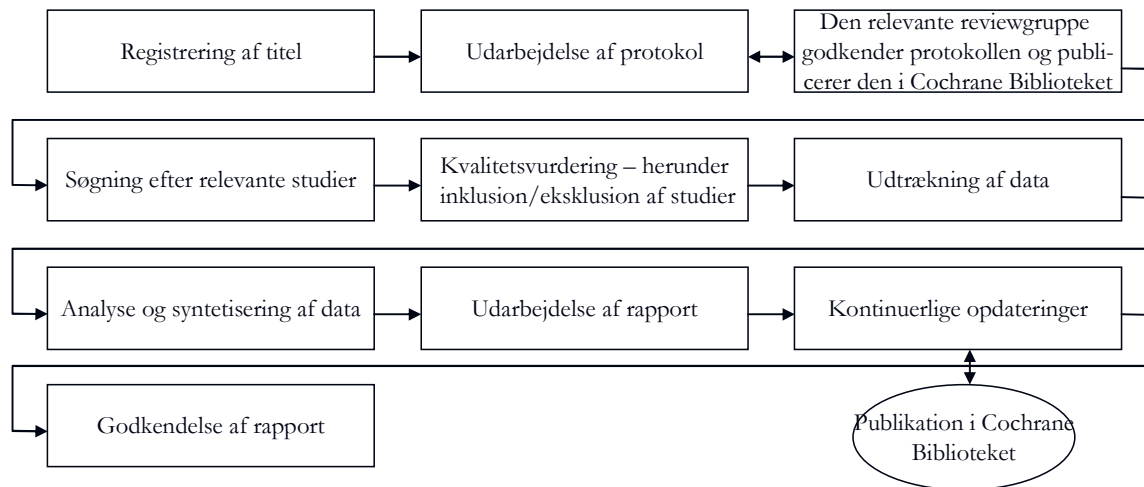 Registrering af titel
Udarbejdelse af protokol
Den relevante reviewgruppe
godkender protokollen og publi-
cerer den i Cochrane Biblioteket
Søgning efter relevante studier
Kvalitetsvurdering – herunder
inklusion/eksklusion af studier
Udtrækning af data
Analyse og syntetisering af data
Udarbejdelse af rapport
Kontinuerlige opdateringer
Godkendelse af rapport
Publikation i Cochrane
Biblioteket